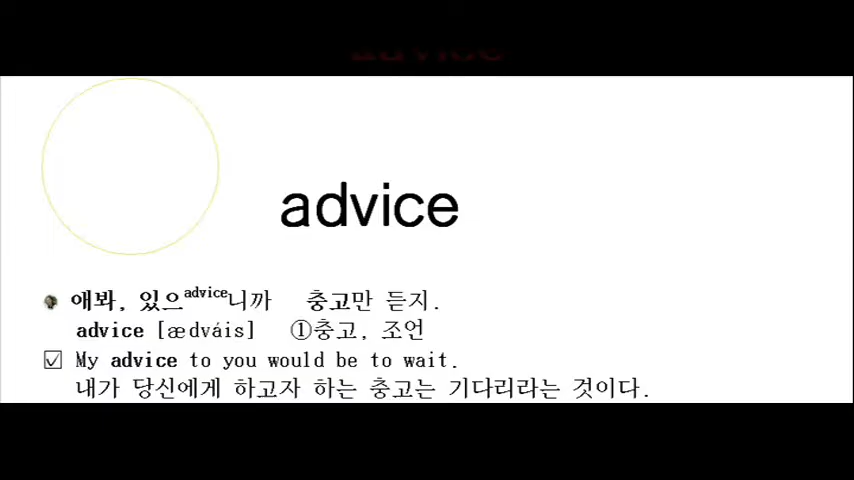 advice
애봐, 있으advice니까 충고만 듣지.
advice [ædváis] ①충고, 조언
☑ My advice to you would be to wait.
내가 당신에게 하고자 하는 충고는 기다리라는 것이다.